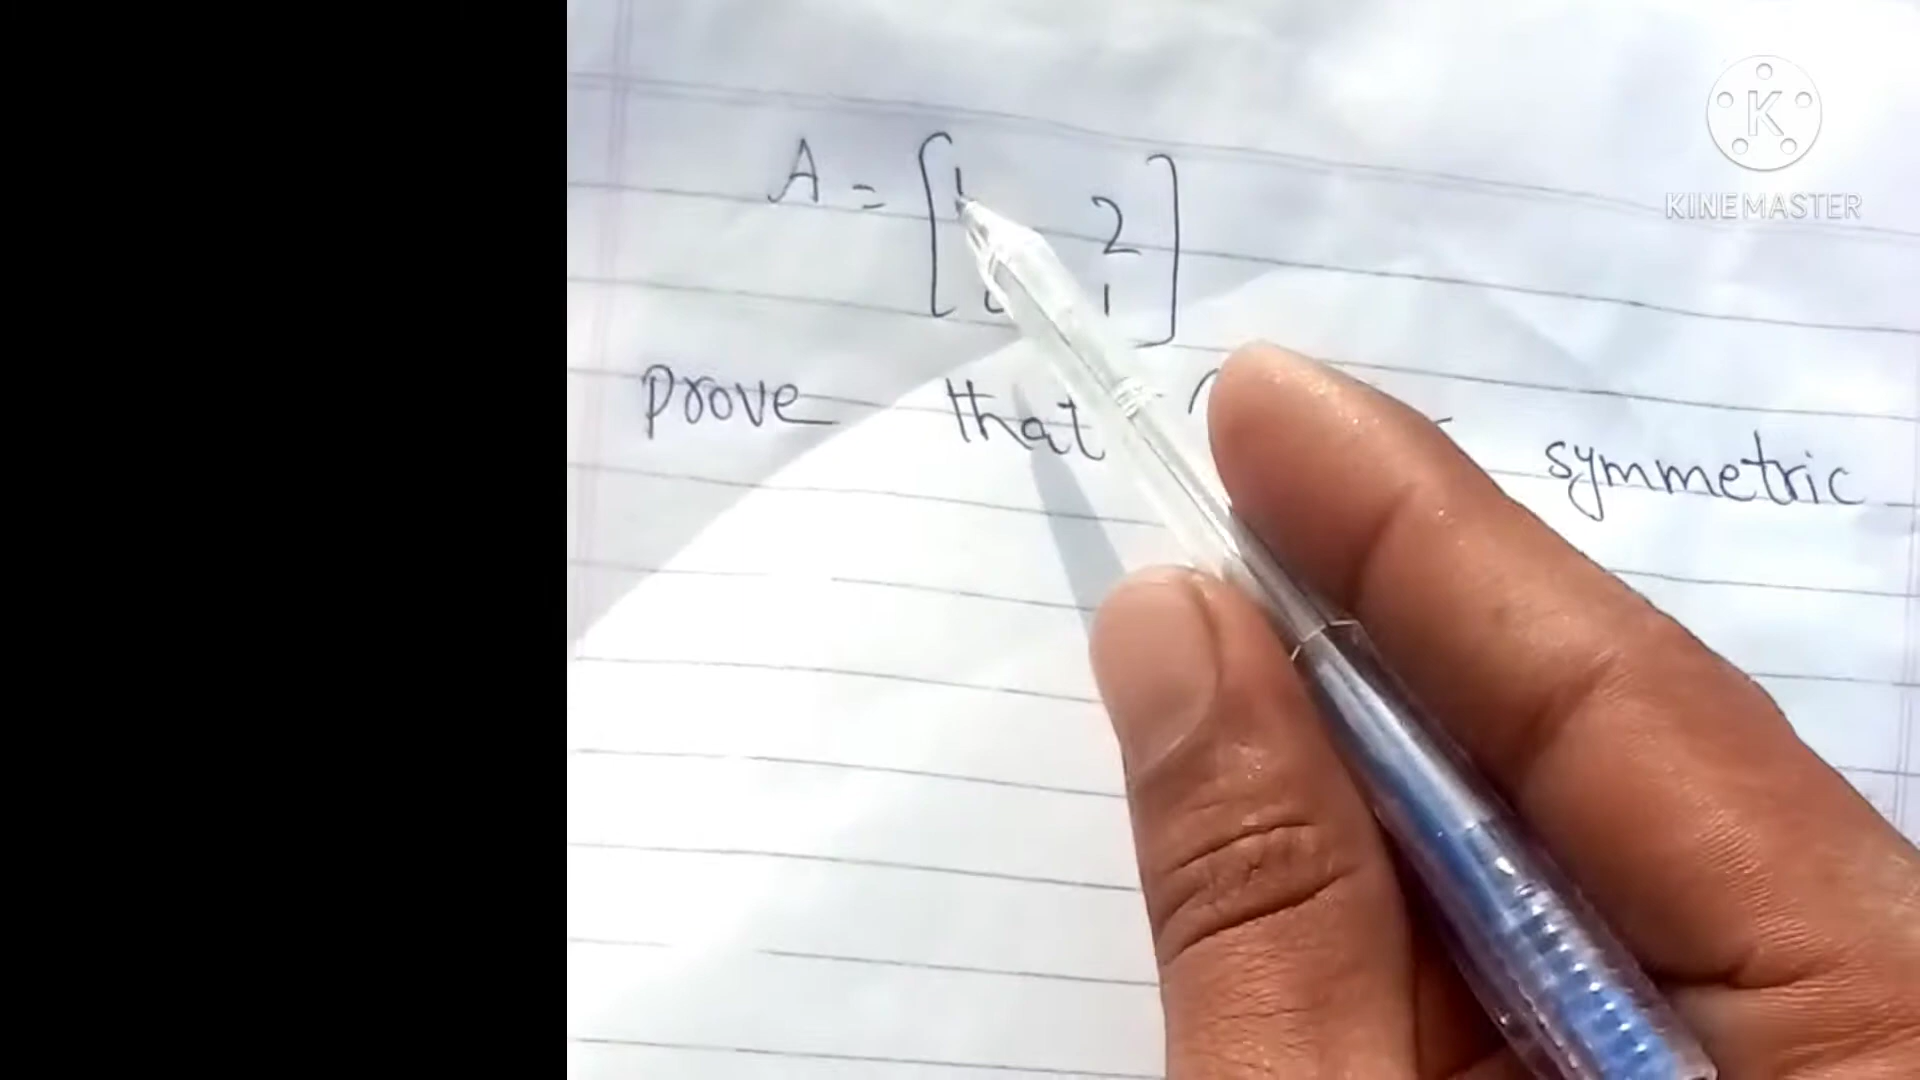 A = [1 2
1]
prove that symmetric
K
KINEMASTER